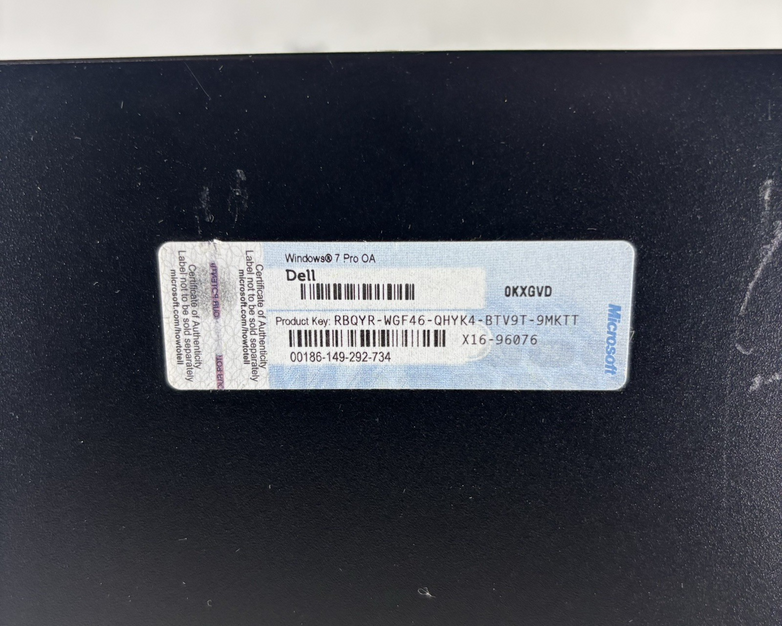 Certificate of Authenticity
Label not to be sold separately
microsoft.com/howtotell
Certificate of Authenticity
Label not to be sold separately
microsoft.com/howtotell
Windows® 7 Pro OA
Dell
0KXGVD
Product Key: RBQYR-WGF46-QHYK4-BTV9T-9MKTT
X16-96076
00186-149-292-734
Microsoft